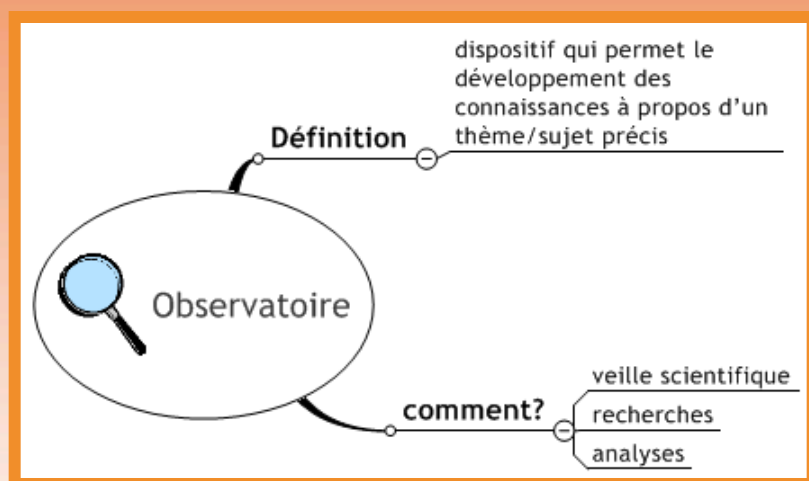 dispositif qui permet le
développement des
connaissances à propos d'un
thème/sujet précis
Définition
Observatoire
comment?
veille scientifique
recherches
analyses